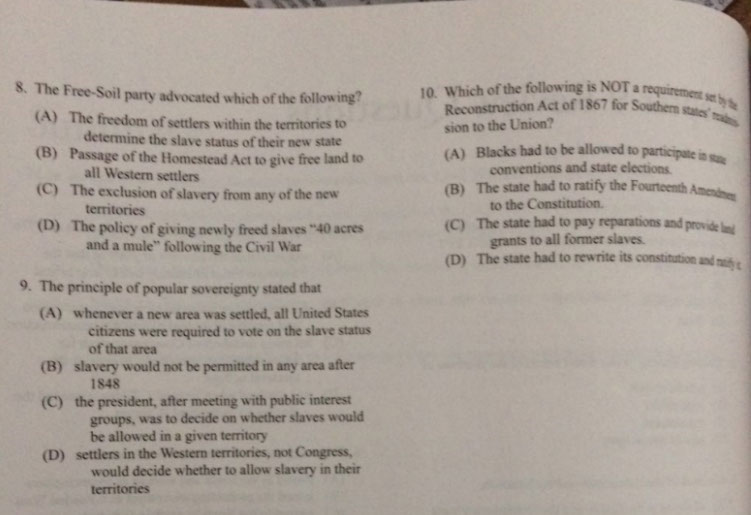 8. The Free-Soil party advocated which of the following?
(A) The freedom of settlers within the territories to
determine the slave status of their new state
(B) Passage of the Homestead Act to give free land to
all Western settlers
(C) The exclusion of slavery from any of the new
territories
(D) The policy of giving newly freed slaves “40 acres
and a mule” following the Civil War
9. The principle of popular sovereignty stated that
(A) whenever a new area was settled, all United States
citizens were required to vote on the slave status
of that area
(B) slavery would not be permitted in any area after
1848
(C) the president, after meeting with public interest
groups, was to decide on whether slaves would
be allowed in a given territory
(D) settlers in the Western territories, not Congress,
would decide whether to allow slavery in their
territories
10. Which of the following is NOT a requirement set by the
Reconstruction Act of 1867 for Southern states’
sion to the Union?
(A) Blacks had to be allowed to participate in state
conventions and state elections.
(B) The state had to ratify the Fourteenth Amendment
to the Constitution.
(C) The state had to pay reparations and provide land
grants to all former slaves.
(D) The state had to rewrite its constitution and ratify